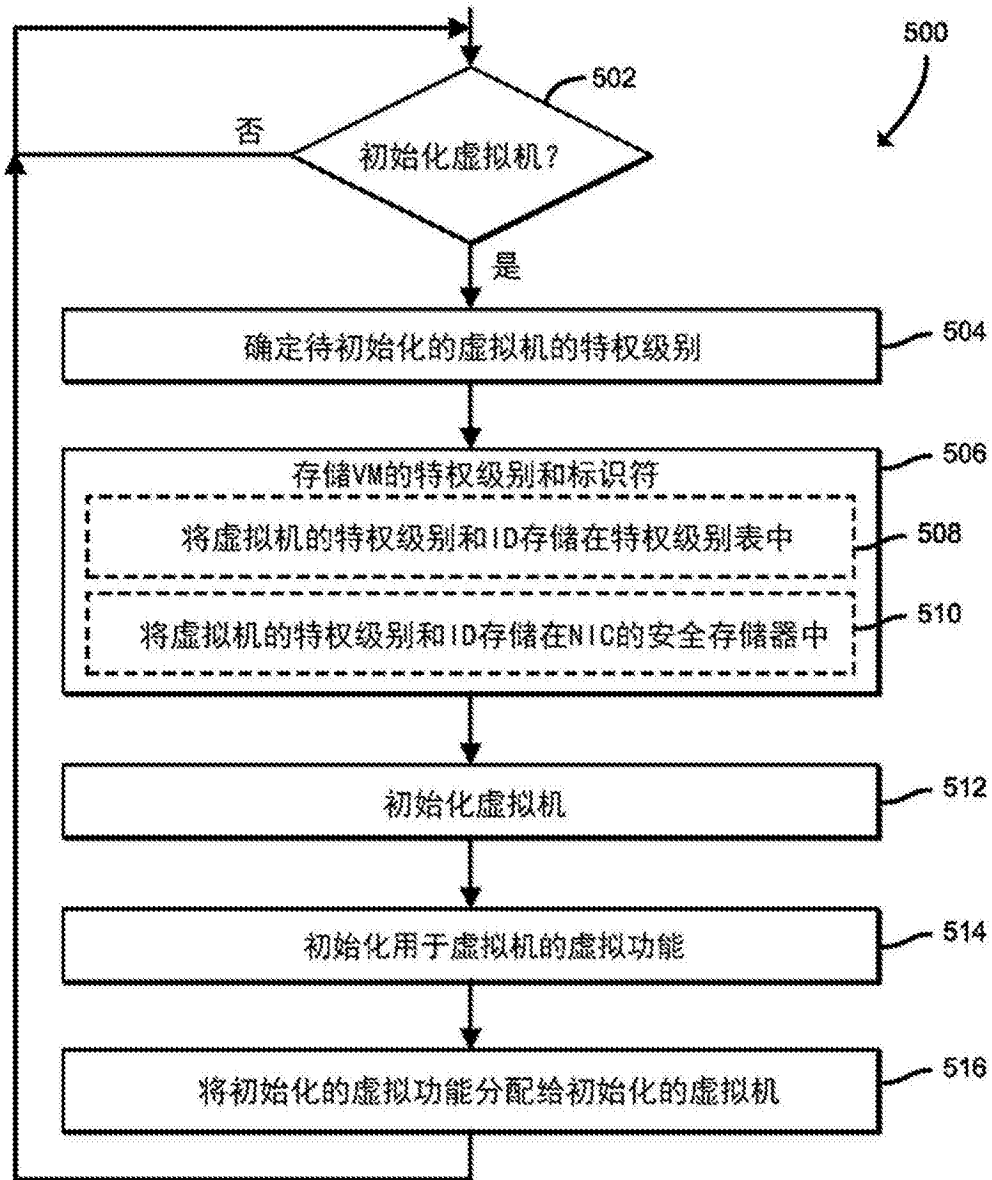 500
502
否
初始化虚拟机?
是
确定待初始化的虚拟机的特权级别
504
存储VM的特权级别和标识符
506
将虚拟机的特权级别和ID存储在特权级别表中
508
将虚拟机的特权级别和ID存储在NIC的安全存储器中
510
初始化虚拟机
512
初始化用于虚拟机的虚拟功能
514
将初始化的虚拟功能分配给初始化的虚拟机
516